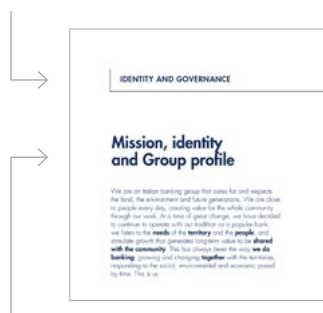 IDENTITY AND GOVERNANCE
Mission, identity
and Group profile
We are an Italian banking group that cares for and respects
the land, the environment and future generations. We are close
to people every day, creating value for the whole community
through our work. At a time of great change, we have decided
to continue to operate with our tradition as a popular bank:
we listen to the needs of the territory and the people, and
stimulate growth that generates long-term value to be shared
with the community. This has always been the way we do
banking: growing and changing together with the territories,
responding to the social, environmental and economic posed
by time. This is us.